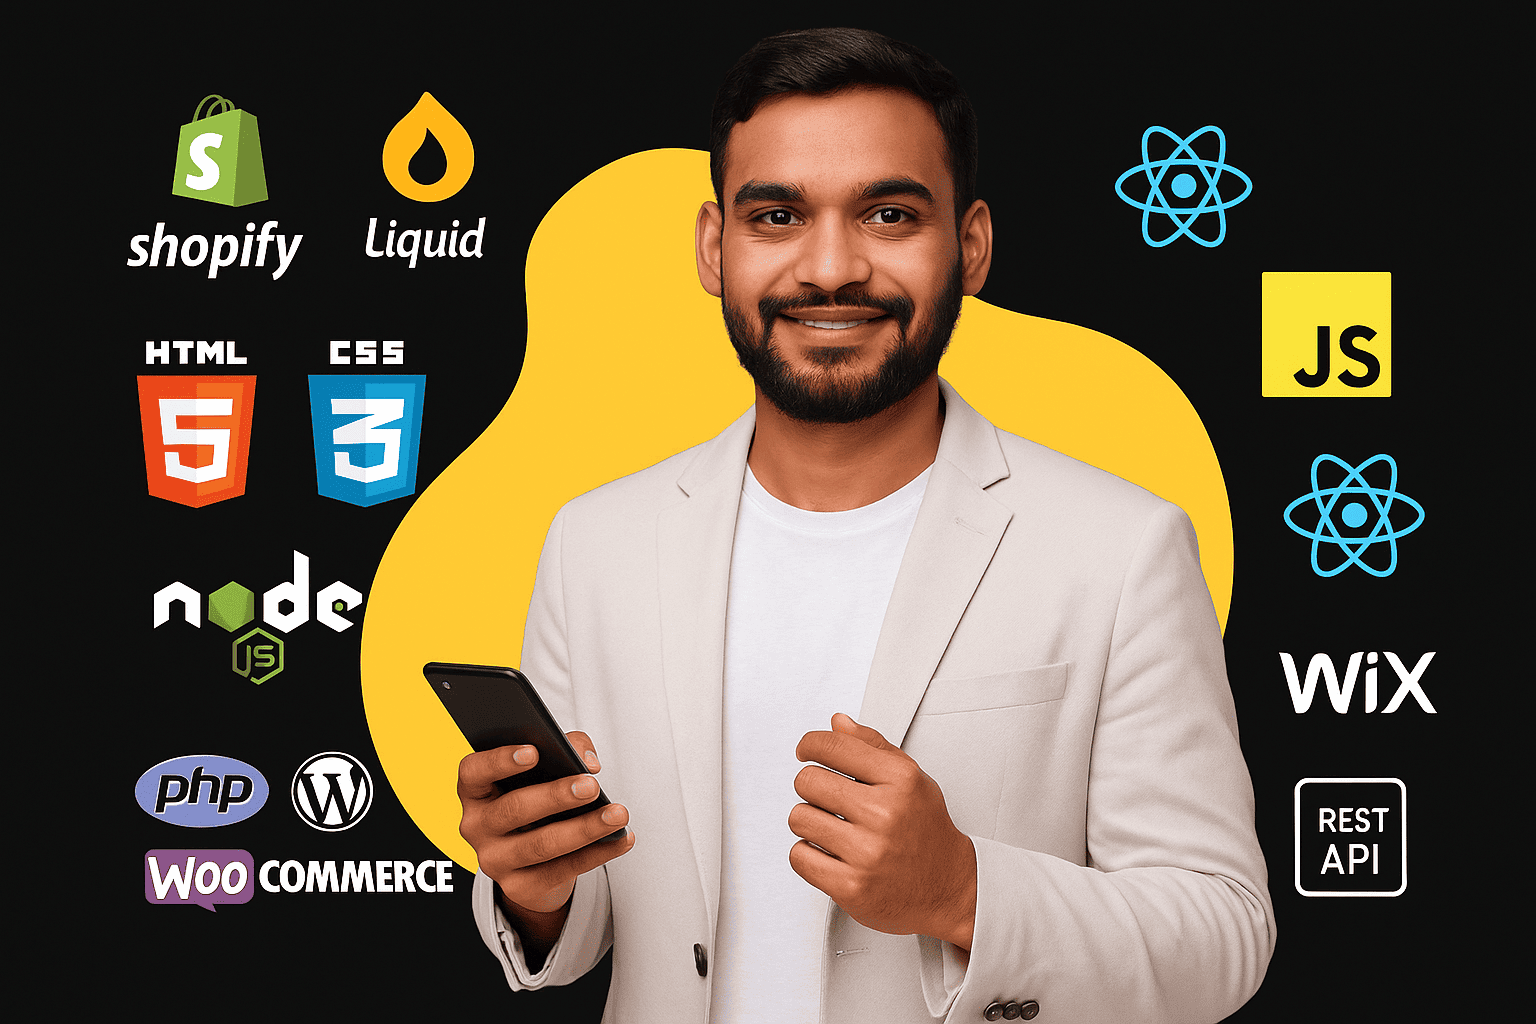 shopify
Liquid
HTML
5
CSS
3
node
JS
php
W
WOO COMMERCE
JS
WiX
REST
API